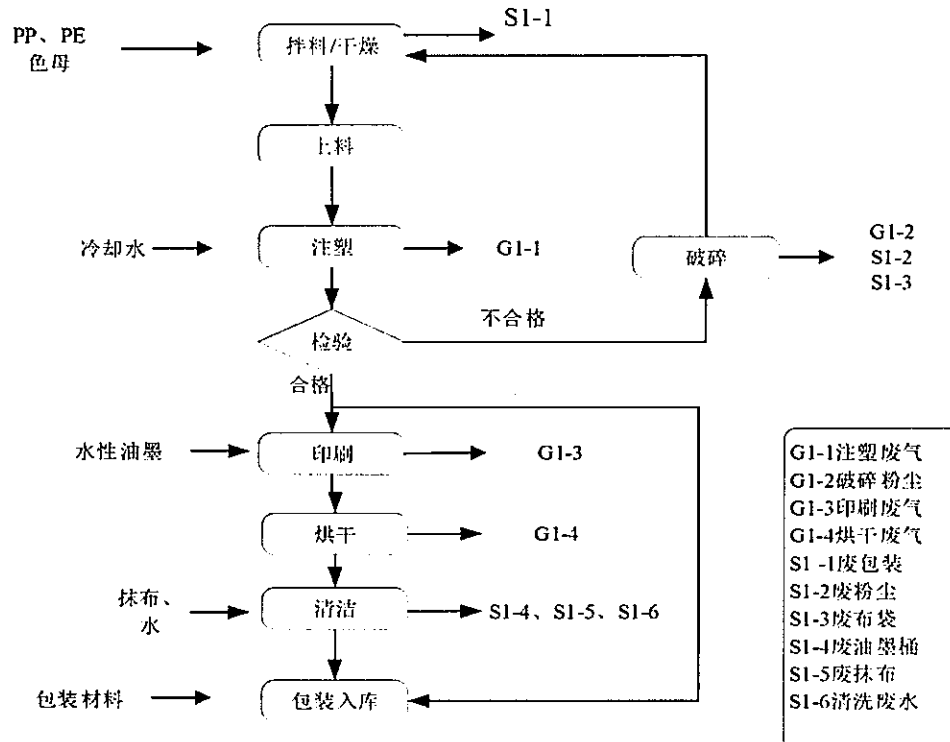 S1-1
PP、PE
色母
拌料/干燥
上料
冷却水
注塑
G1-1
破碎
G1-2
S1-2
S1-3
不合格
检验
合格
水性油墨
印刷
G1-3
烘干
G1-4
抹布、
水
清洁
S1-4、S1-5、S1-6
包装材料
包装入库
G1-1注塑废气
G1-2破碎粉尘
G1-3印刷废气
G1-4烘干废气
S1 -1废包装
S1-2废粉尘
S1-3废布袋
S1-4废油墨桶
S1-5废抹布
S1-6清洗废水